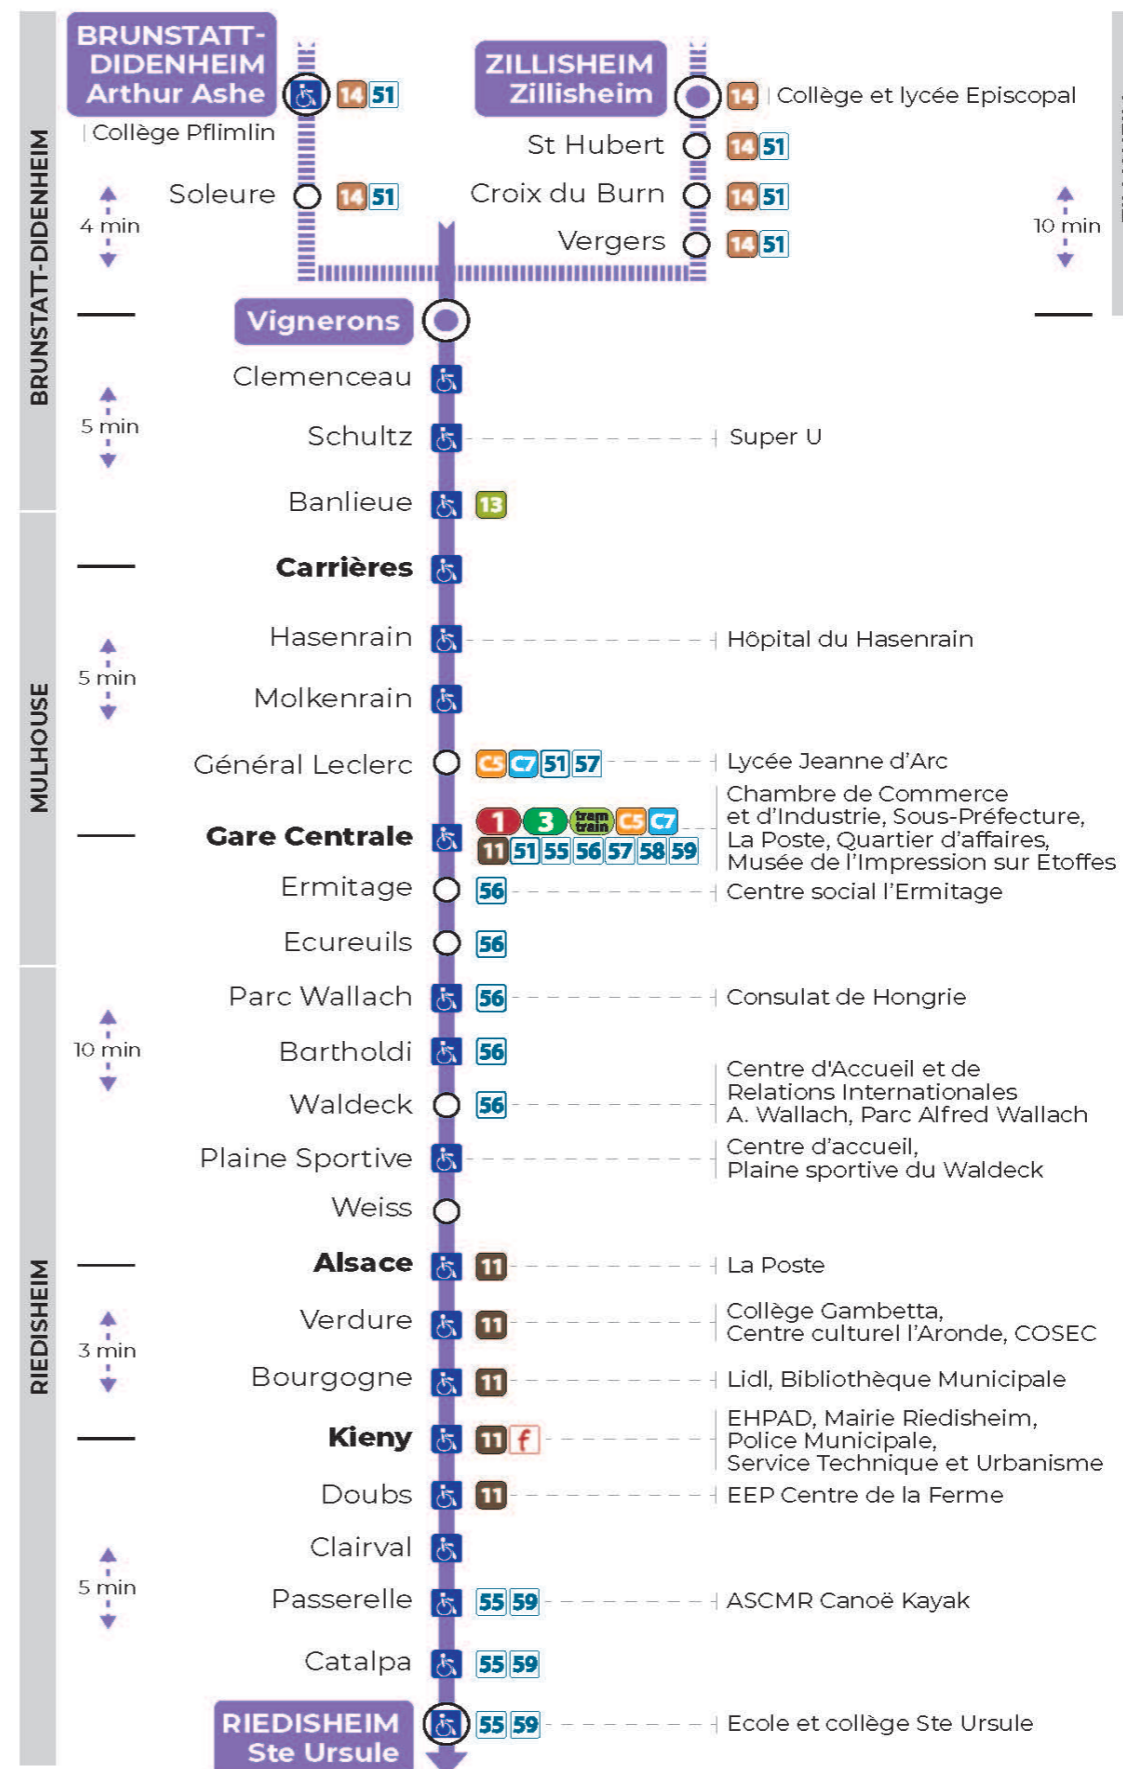 BRUNSTATT-
DIDENHEIM
Arthur Ashe
14 51
Collège Pflimlin
ZILLISHEIM
Zillisheim
14
Collège et lycée Episcopal
St Hubert
14 51
Soleure
14 51
Croix du Burn
14 51
Vergers
14 51
4 min
10 min
BRUNSTATT-DIDENHEIM
Vignerons
Clemenceau
5 min
Schultz
Super U
Banlieue
13
MULHOUSE
Carrières
Hasenrain
Hôpital du Hasenrain
5 min
Molkenrain
Général Leclerc
C5 C7 51 57
Lycée Jeanne d'Arc
Gare Centrale
1 3 tram train C5 C7
11 51 55 56 57 58 59
Chambre de Commerce
et d'Industrie, Sous-Préfecture,
La Poste, Quartier d'affaires,
Musée de l'Impression sur Etoffes
Ermitage
56
Centre social l'Ermitage
Ecureuils
56
RIEDISHEIM
Parc Wallach
56
Consulat de Hongrie
10 min
Bartholdi
56
Waldeck
56
Centre d'Accueil et de
Relations Internationales
A. Wallach, Parc Alfred Wallach
Plaine Sportive
Centre d'accueil,
Plaine sportive du Waldeck
Weiss
Alsace
11
La Poste
Verdure
11
Collège Gambetta,
Centre culturel l'Aronde, COSEC
3 min
Bourgogne
11
Lidl, Bibliothèque Municipale
Kieny
11 f
EHPAD, Mairie Riedisheim,
Police Municipale,
Service Technique et Urbanisme
Doubs
11
EEP Centre de la Ferme
Clairval
5 min
Passerelle
55 59
ASCMR Canoë Kayak
Catalpa
55 59
RIEDISHEIM
Ste Ursule
55 59
Ecole et collège Ste Ursule